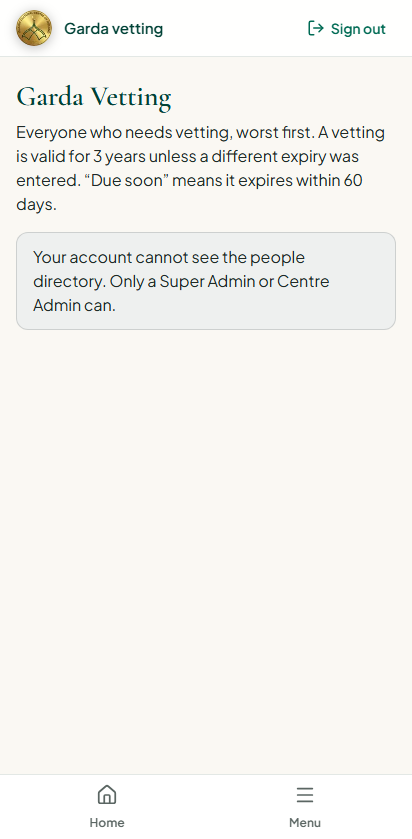 Garda vetting
Sign out
Garda Vetting
Everyone who needs vetting, worst first. A vetting
is valid for 3 years unless a different expiry was
entered. “Due soon” means it expires within 60
days.
Your account cannot see the people
directory. Only a Super Admin or Centre
Admin can.
Home
Menu